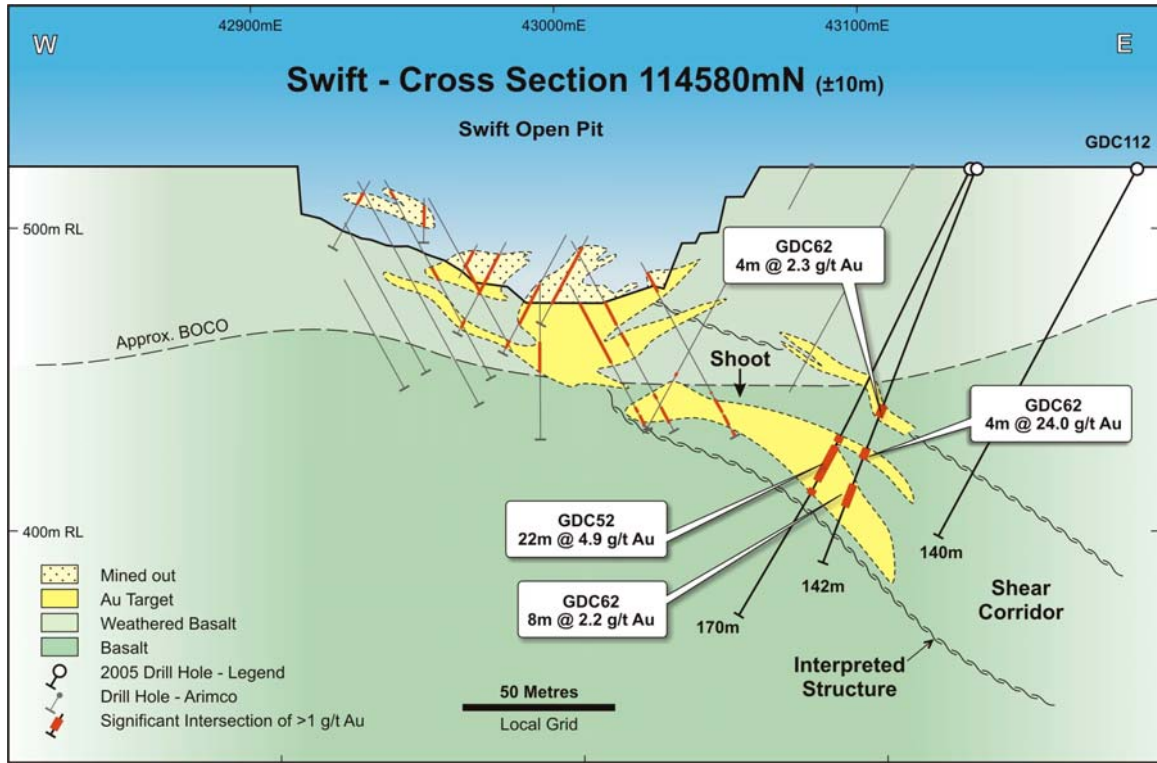 42900mE
43000mE
43100mE
W
E
Swift - Cross Section 114580mN (±10m)
Swift Open Pit
GDC112
500m RL
GDC62
4m @ 2.3 g/t Au
Approx. BOCO
Shoot
GDC62
4m @ 24.0 g/t Au
GDC52
22m @ 4.9 g/t Au
400m RL
140m
142m
GDC62
8m @ 2.2 g/t Au
170m
Shear
Corridor
Interpreted
Structure
Mined out
Au Target
Weathered Basalt
Basalt
2005 Drill Hole - Legend
Drill Hole - Arimco
Significant Intersection of >1 g/t Au
50 Metres
Local Grid